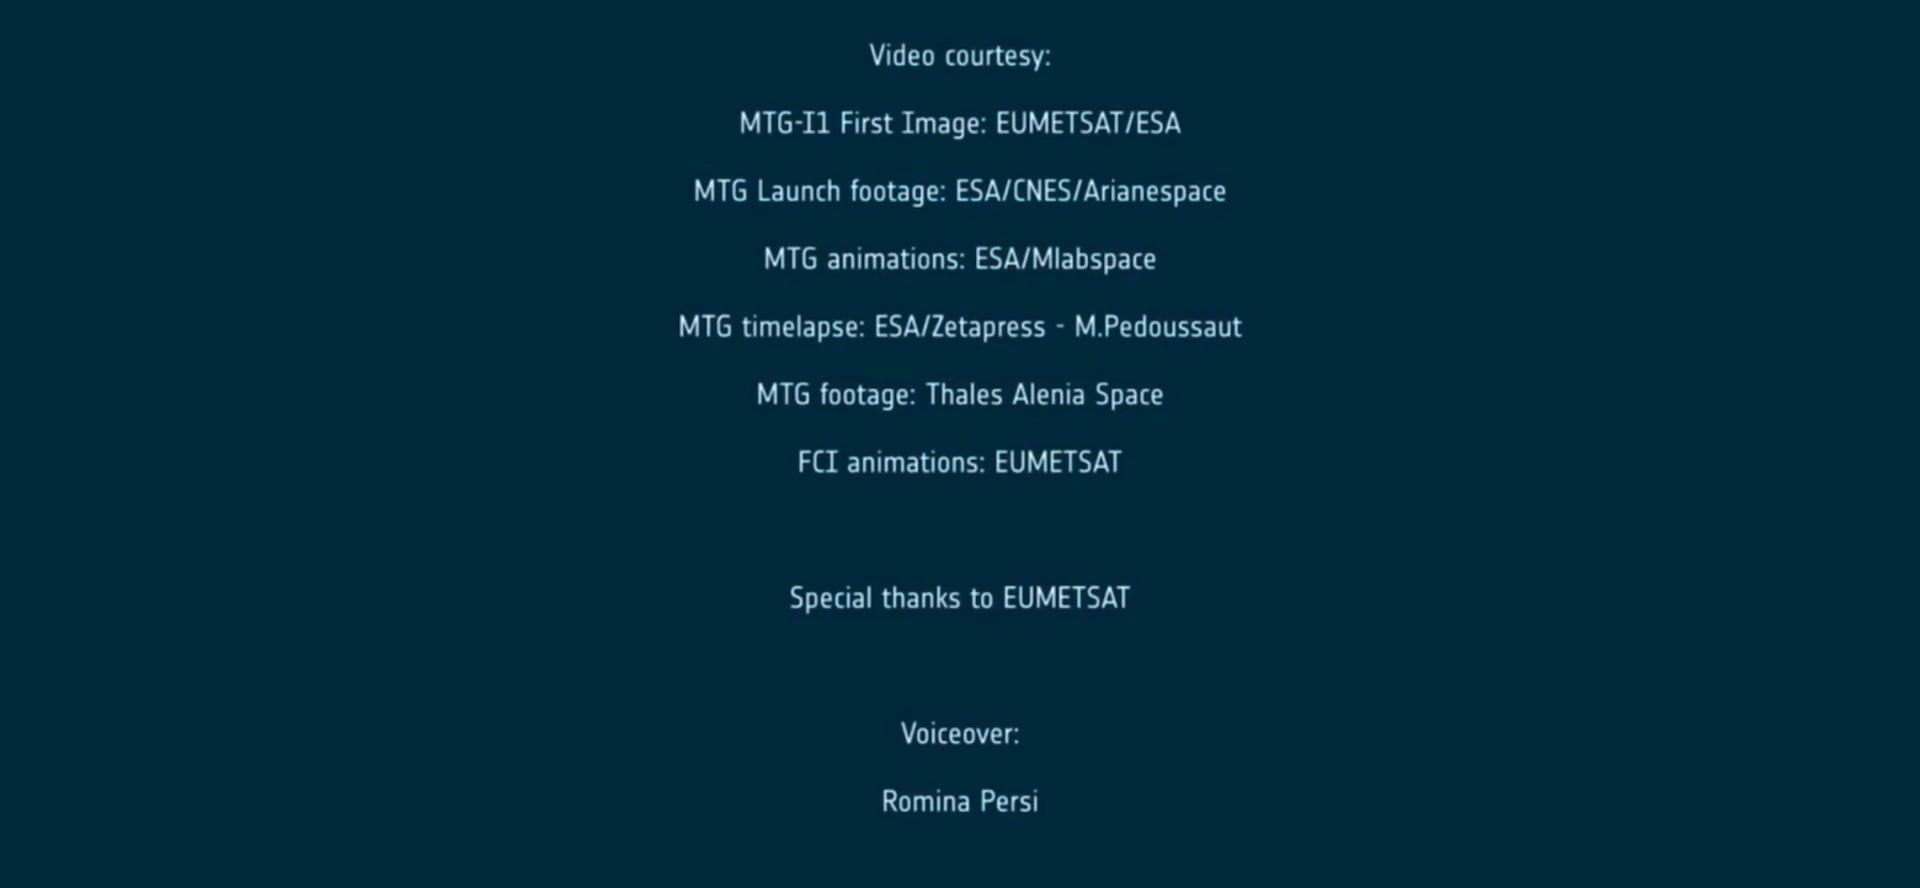 Video courtesy:
MTG-I1 First Image: EUMETSAT/ESA
MTG Launch footage: ESA/CNES/Arianespace
MTG animations: ESA/Mlabspace
MTG timelapse: ESA/Zetapress - M.Pedoussaut
MTG footage: Thales Alenia Space
FCI animations: EUMETSAT
Special thanks to EUMETSAT
Voiceover:
Romina Persi